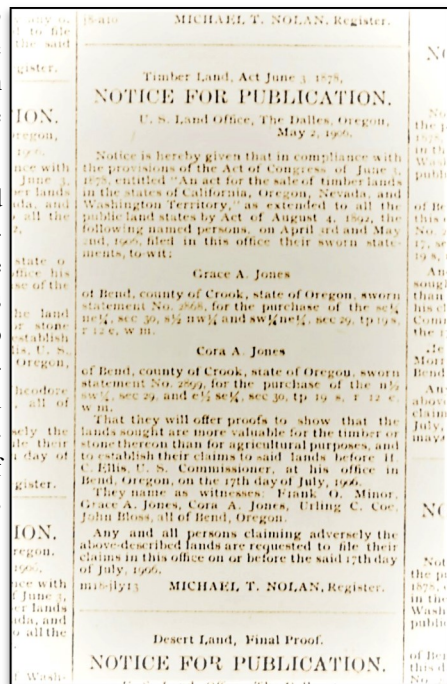 j8-a10 MICHAEL T. NOLAN, Register.
Timber Land, Act June 3, 1878,
NOTICE FOR PUBLICATION.
U. S. Land Office, The Dalles, Oregon,
May 2, 1906.
Notice is hereby given that in compliance with
the provisions of the Act of Congress of June 3,
1878, entitled "An act for the sale of timber lands
in the states of California, Oregon, Nevada, and
Washington Territory," as extended to all the
public land states by Act of August 4, 1892, the
following named persons, on April 3rd and May
2nd, 1906, filed in this office their sworn state-
ments, to wit:
Grace A. Jones
of Bend, county of Crook, state of Oregon, sworn
statement No. 2868, for the purchase of the se¼
ne¼, sec 30, s½ nw¼ and sw¼ne¼, sec 29, tp 19 s,
r 12 e, w m.
Cora A. Jones
of Bend, county of Crook, state of Oregon, sworn
statement No. 2899, for the purchase of the n½
sw¼, sec 29, and e½ se¼, sec 30, tp 19 s, r 12 e,
w m.
That they will offer proofs to show that the
lands sought are more valuable for the timber or
stone thereon than for agricultural purposes, and
to establish their claims to said lands before H.
C. Ellis, U. S. Commissioner, at his office in
Bend, Oregon, on the 17th day of July, 1906.
They name as witnesses: Frank O. Minor,
Grace A. Jones, Cora A. Jones, Urling C. Coe,
John Bloss, all of Bend, Oregon.
Any and all persons claiming adversely the
above-described lands are requested to file their
claims in this office on or before the said 17th day
of July, 1906.
m18-jly13 MICHAEL T. NOLAN, Register.
Desert Land, Final Proof.
NOTICE FOR PUBLICATION.